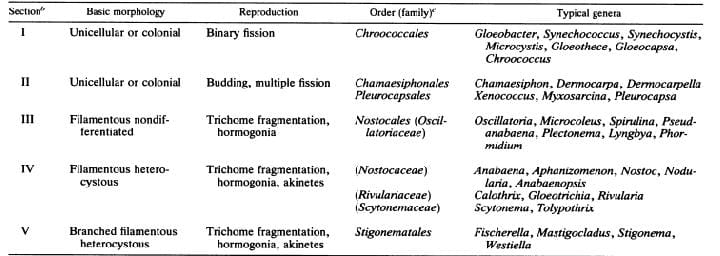 Sectionᵇ Basic morphology Reproduction Order (family)ᶜ Typical genera
I Unicellular or colonial Binary fission Chroococcales Gloeobacter, Synechococcus, Synechocystis,
Microcystis, Gloeothece, Gloeocapsa,
Chroococcus
II Unicellular or colonial Budding, multiple fission Chamaesiphonales Chamaesiphon, Dermocarpa, Dermocarpella
Pleurocapsales Xenococcus, Myxosarcina, Pleurocapsa
III Filamentous nondif- Trichome fragmentation, Nostocales (Oscil- Oscillatoria, Microcoleus, Spirulina, Pseud-
ferentiated hormogonia latoriaceae) anabaena, Plectonema, Lyngbya, Phor-
midium
IV Filamentous hetero- Trichome fragmentation, (Nostocaceae) Anabaena, Aphanizomenon, Nostoc, Nodu-
cystous hormogonia, akinetes laria, Anabaenopsis
(Rivulariaceae) Calothrix, Gloeotrichia, Rivularia
(Scytonemaceae) Scytonema, Tolypothrix
V Branched filamentous Trichome fragmentation, Stigonematales Fischerella, Mastigocladus, Stigonema,
heterocystous hormogonia, akinetes Westiella